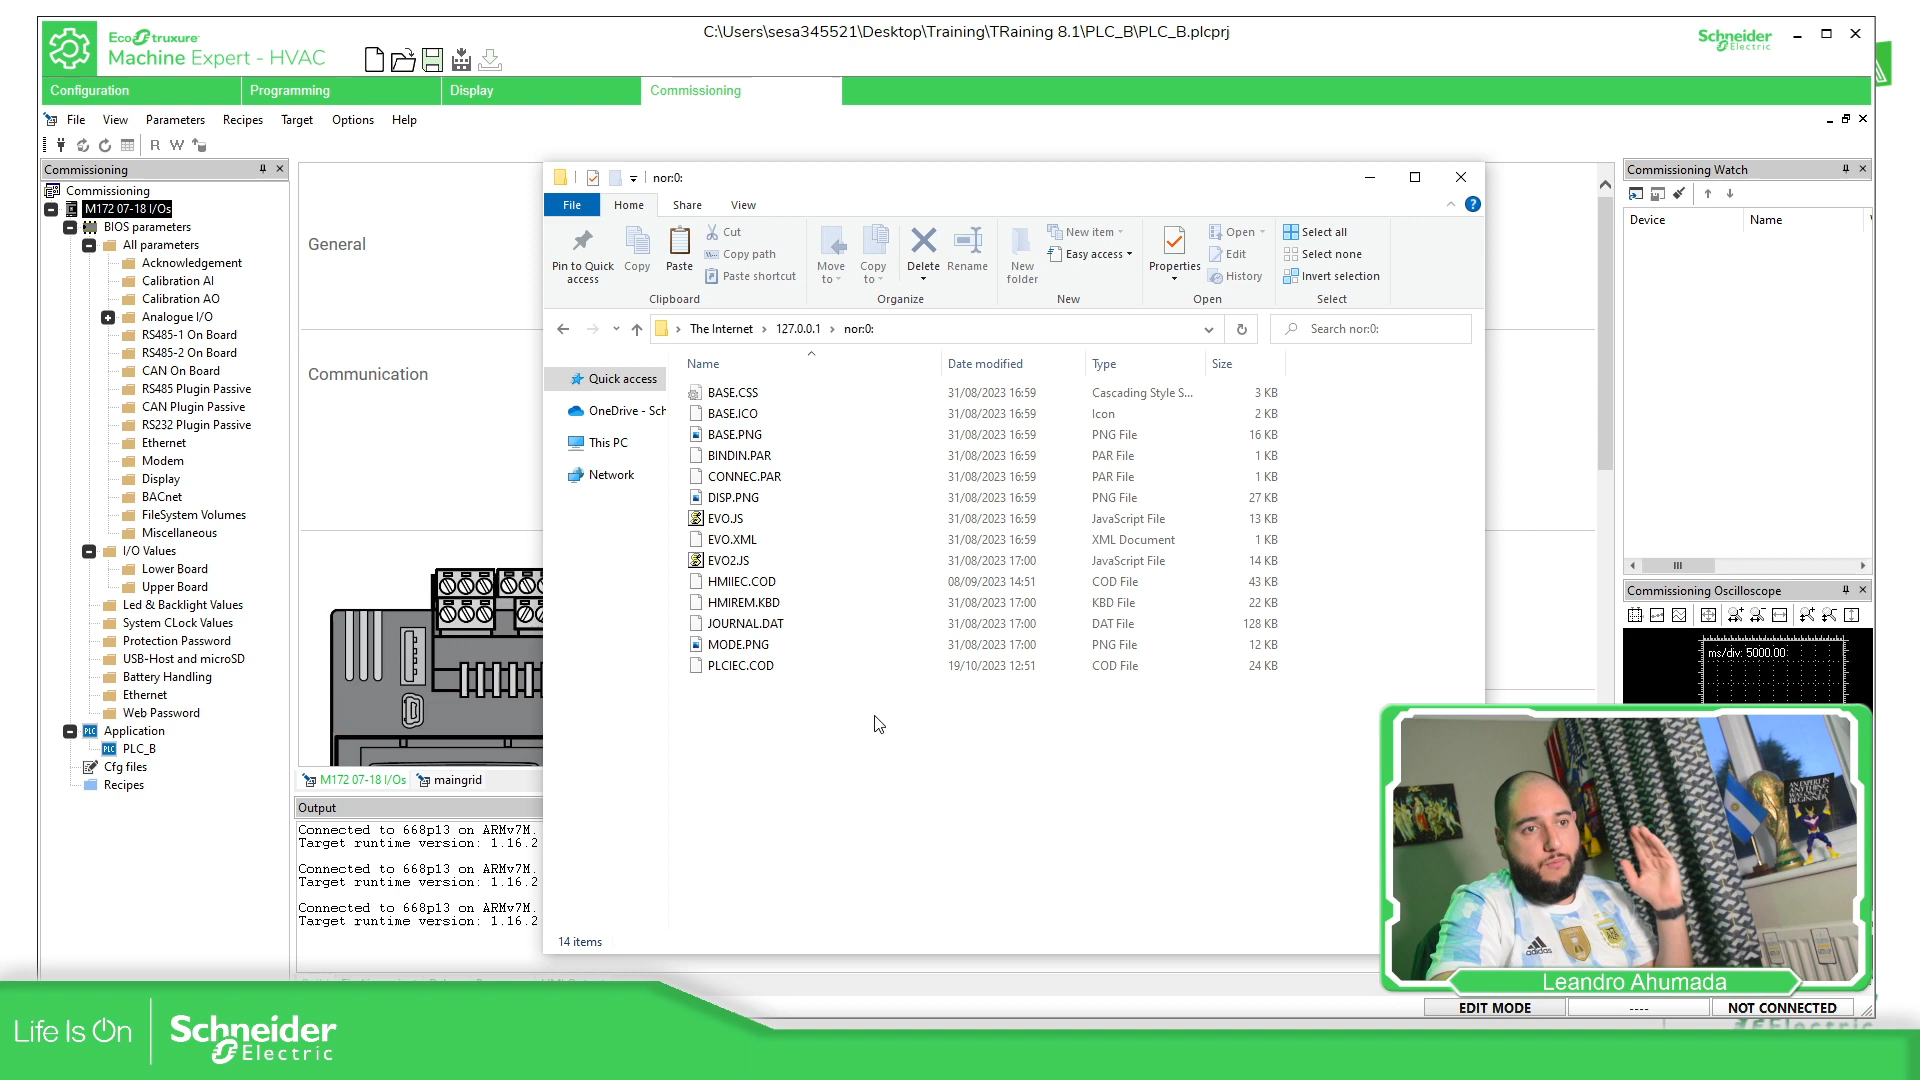 EcoStruxure
Machine Expert - HVAC
C:\Users\sesa345521\Desktop\Training\TRaining 8.1\PLC_B\PLC_B.plcprj
Schneider
Electric
Configuration
Programming
Display
Commissioning
File View Parameters Recipes Target Options Help
R W
Commissioning
Commissioning
M172 07-18 I/Os
BIOS parameters
All parameters
Acknowledgement
Calibration AI
Calibration AO
Analogue I/O
RS485-1 On Board
RS485-2 On Board
CAN On Board
RS485 Plugin Passive
CAN Plugin Passive
RS232 Plugin Passive
Ethernet
Modem
Display
BACnet
FileSystem Volumes
Miscellaneous
I/O Values
Lower Board
Upper Board
Led & Backlight Values
System CLock Values
Protection Password
USB-Host and microSD
Battery Handling
Ethernet
Web Password
Application
PLC_B
Cfg files
Recipes
General
Communication
M172 07-18 I/Os
maingrid
Output
Connected to 668p13 on ARMv7M.
Target runtime version: 1.16.2
Connected to 668p13 on ARMv7M.
Target runtime version: 1.16.2
Connected to 668p13 on ARMv7M.
Target runtime version: 1.16.2
nor:0:
File Home Share View
Pin to Quick access
Copy
Paste
Cut
Copy path
Paste shortcut
Clipboard
Move to
Copy to
Delete
Rename
Organize
New folder
New item
Easy access
New
Properties
Open
Edit
History
Open
Select all
Select none
Invert selection
Select
The Internet > 127.0.0.1 > nor:0:
Search nor:0:
Quick access
OneDrive - Sch
This PC
Network
Name Date modified Type Size
BASE.CSS 31/08/2023 16:59 Cascading Style S... 3 KB
BASE.ICO 31/08/2023 16:59 Icon 2 KB
BASE.PNG 31/08/2023 16:59 PNG File 16 KB
BINDIN.PAR 31/08/2023 16:59 PAR File 1 KB
CONNEC.PAR 31/08/2023 16:59 PAR File 1 KB
DISP.PNG 31/08/2023 16:59 PNG File 27 KB
EVO.JS 31/08/2023 16:59 JavaScript File 13 KB
EVO.XML 31/08/2023 16:59 XML Document 1 KB
EVO2.JS 31/08/2023 17:00 JavaScript File 14 KB
HMIIEC.COD 08/09/2023 14:51 COD File 43 KB
HMIREM.KBD 31/08/2023 17:00 KBD File 22 KB
JOURNAL.DAT 31/08/2023 17:00 DAT File 128 KB
MODE.PNG 31/08/2023 17:00 PNG File 12 KB
PLCIEC.COD 19/10/2023 12:51 COD File 24 KB
14 items
Commissioning Watch
Device Name
Commissioning Oscilloscope
ms/div: 5000.00
AN EXPERT IN
ANYTHING
WAS ONCE A
BEGINNER
adidas
Leandro Ahumada
EDIT MODE
----
NOT CONNECTED
Life Is On
Schneider
Electric